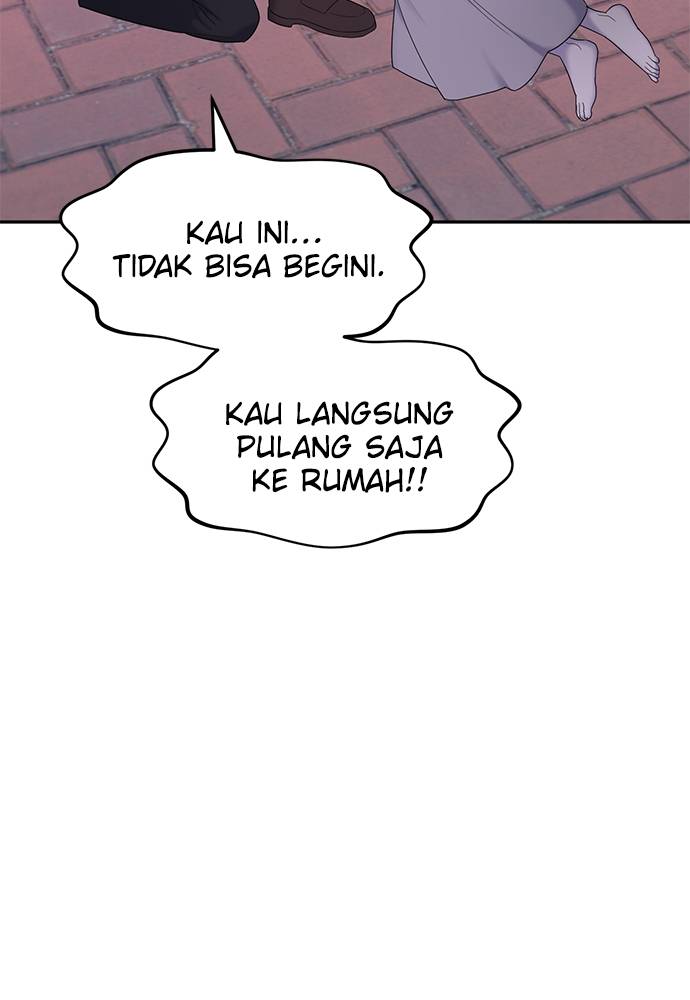 KAU INI...
TIDAK BISA BEGINI.
KAU LANGSUNG
PULANG SAJA
KE RUMAH!!